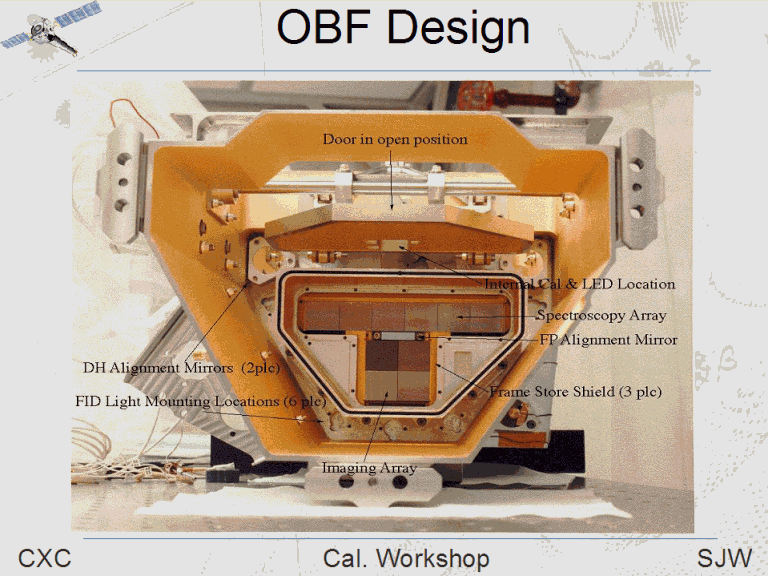 OBF Design
Door in open position
Internal Cal & LED Location
Spectroscopy Array
FP Alignment Mirror
DH Alignment Mirrors (2plc)
Frame Store Shield (3 plc)
FID Light Mounting Locations (6 plc)
Imaging Array
CXC
Cal. Workshop
SJW